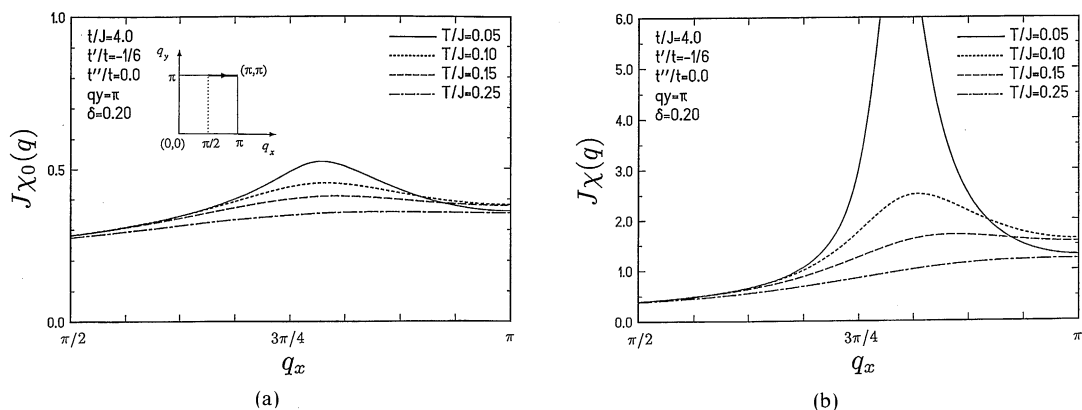 1.0
t/J=4.0
t'/t=-1/6
t''/t=0.0
qy=π
δ=0.20
T/J=0.05
T/J=0.10
T/J=0.15
T/J=0.25
q_y
π
(π,π)
(0,0)
π/2
π
q_x
0.5
0.0
Jχ0(q)
π/2
3π/4
π
q_x
(a)
6.0
5.0
4.0
3.0
2.0
1.0
0.0
t/J=4.0
t'/t=-1/6
t''/t=0.0
qy=π
δ=0.20
T/J=0.05
T/J=0.10
T/J=0.15
T/J=0.25
Jχ(q)
π/2
3π/4
π
q_x
(b)